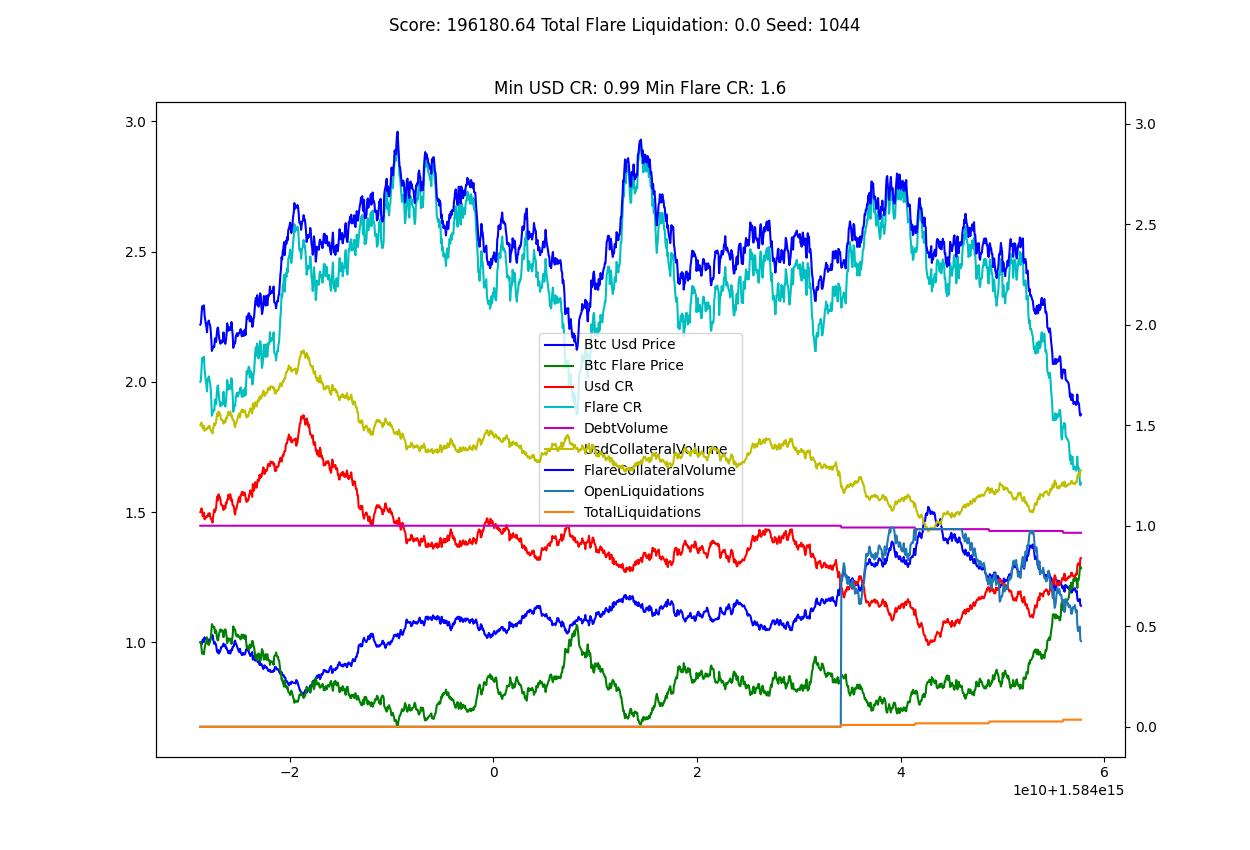 Score: 196180.64 Total Flare Liquidation: 0.0 Seed: 1044
Min USD CR: 0.99 Min Flare CR: 1.6
3.0
2.5
2.0
1.5
1.0
3.0
2.5
2.0
1.5
1.0
0.5
0.0
Btc Usd Price
Btc Flare Price
Usd CR
Flare CR
DebtVolume
UsdCollateralVolume
FlareCollateralVolume
OpenLiquidations
TotalLiquidations
−2 0 2 4 6
1e10+1.584e15